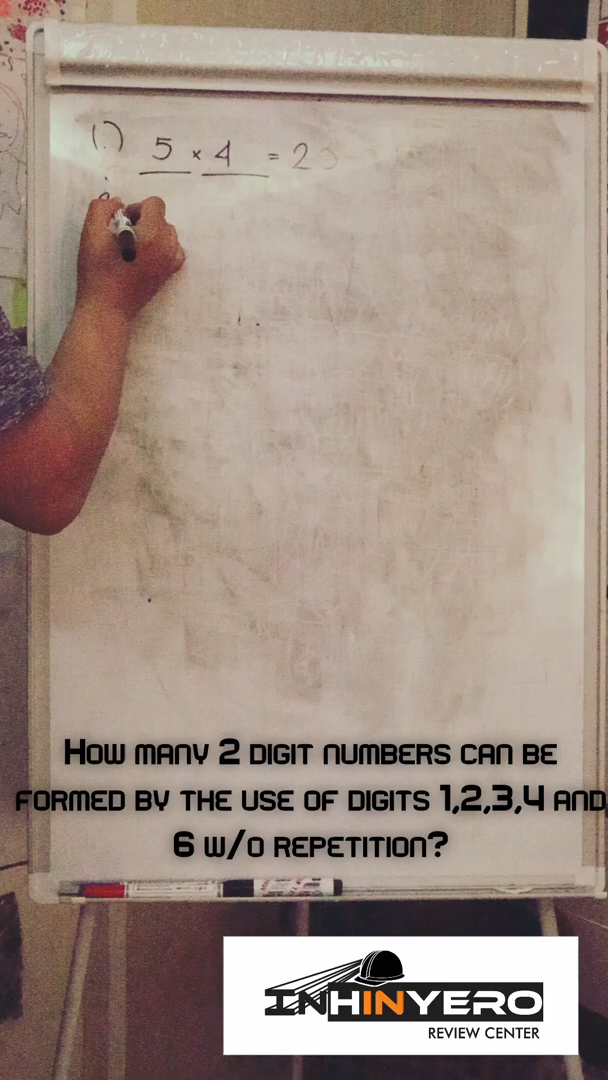 1.) 5 × 4 = 20
How many 2 digit numbers can be
formed by the use of digits 1,2,3,4 and
6 w/o repetition?
INHINYERO
REVIEW CENTER